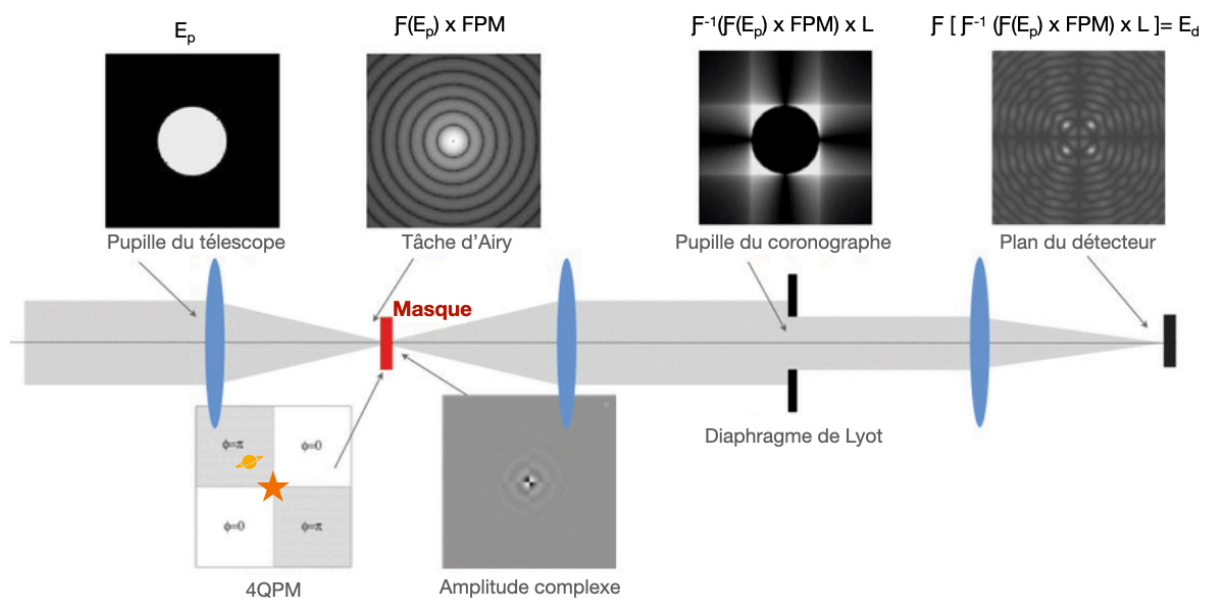 Eₚ
Ƒ(Eₚ) x FPM
Ƒ⁻¹(Ƒ(Eₚ) x FPM) x L
Ƒ [ Ƒ⁻¹ (Ƒ(Eₚ) x FPM) x L ]= E_d
Pupille du télescope
Tâche d'Airy
Pupille du coronographe
Plan du détecteur
Masque
ϕ=π
ϕ=0
ϕ=0
ϕ=π
Diaphragme de Lyot
4QPM
Amplitude complexe